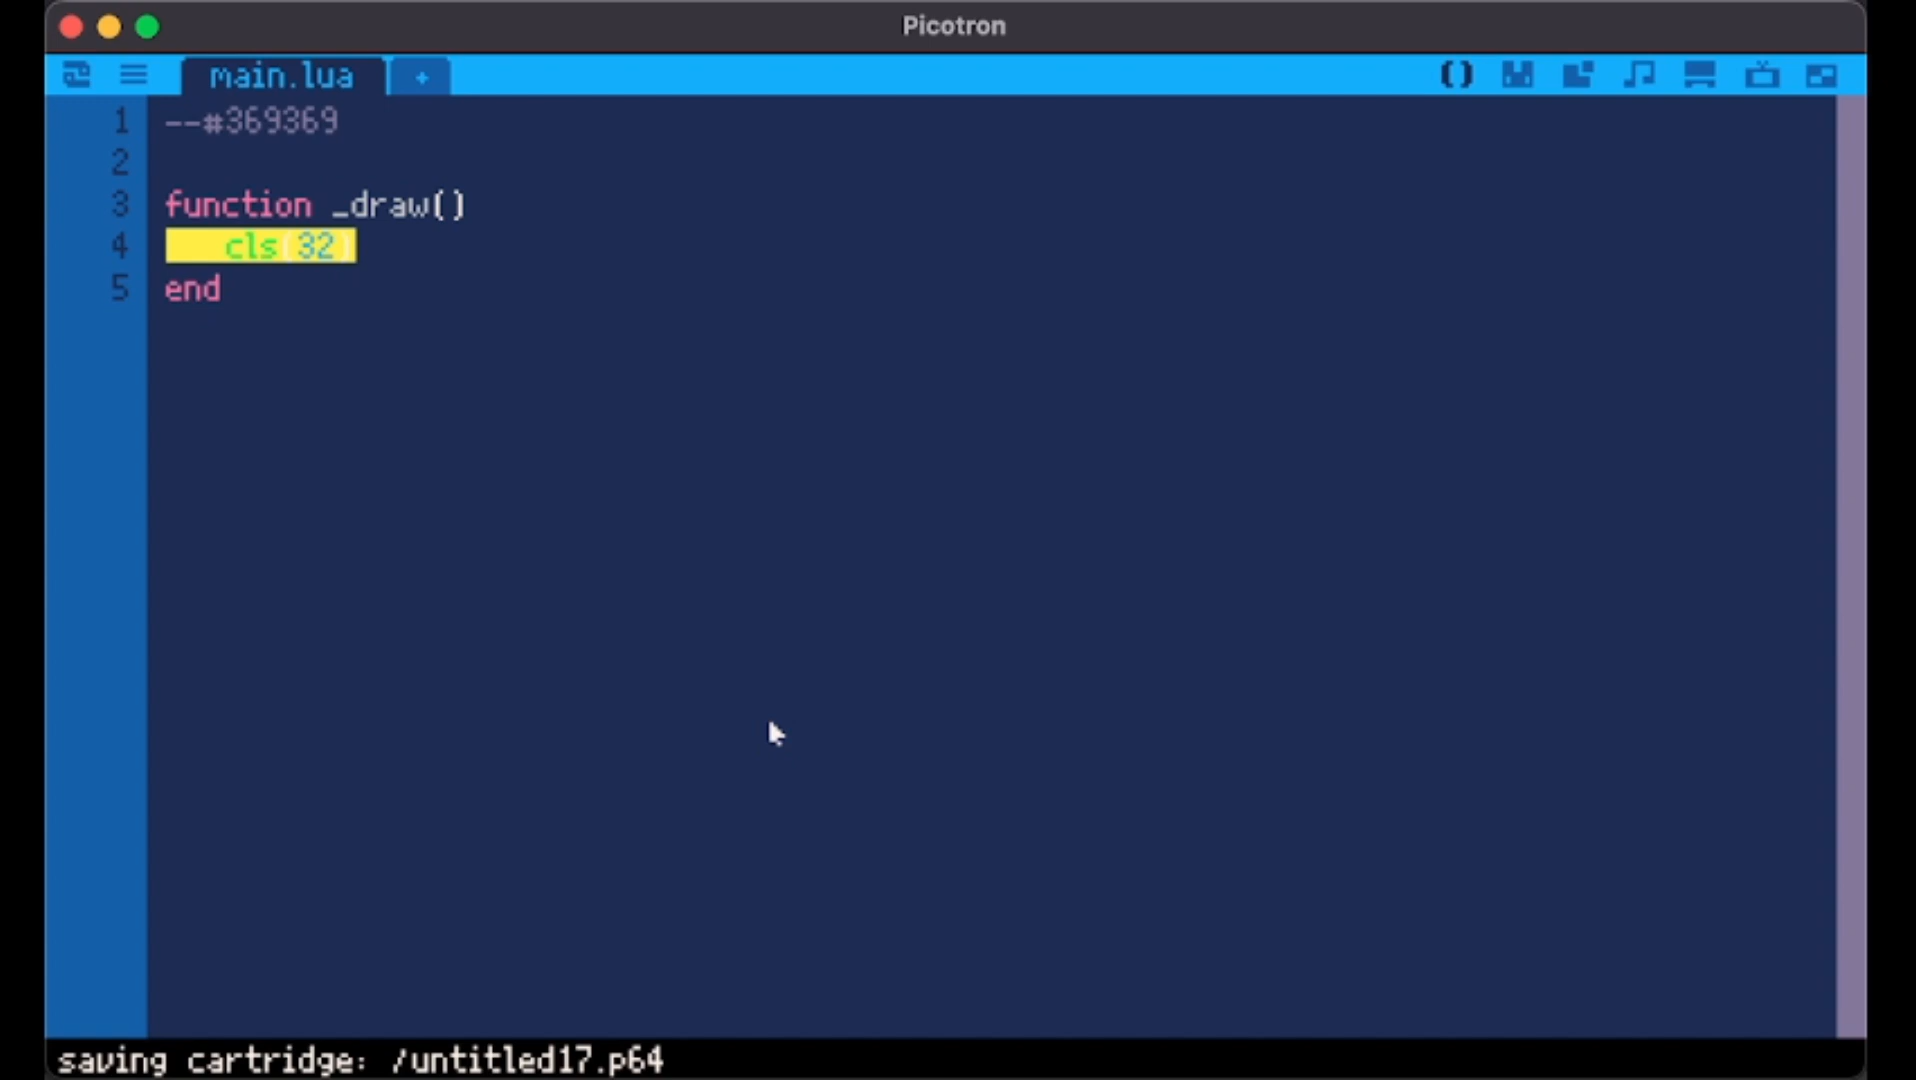 Picotron
main.lua +
1 --#369369
2
3 function _draw()
4 cls(32)
5 end
saving cartridge: /untitled17.p64